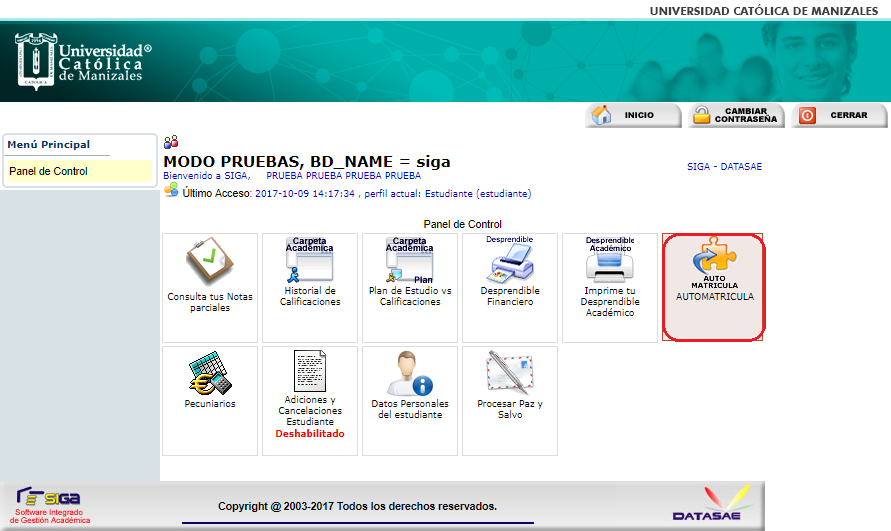 UNIVERSIDAD CATÓLICA DE MANIZALES
Universidad®
Católica
de Manizales
INICIO
CAMBIAR
CONTRASEÑA
CERRAR
Menú Principal
Panel de Control
MODO PRUEBAS, BD_NAME = siga
Bienvenido a SIGA, PRUEBA PRUEBA PRUEBA PRUEBA
SIGA - DATASAE
Último Acceso: 2017-10-09 14:17:34 , perfil actual: Estudiante (estudiante)
Panel de Control
Consulta tus Notas
parciales
Carpeta
Académica
Historial de
Calificaciones
Carpeta
Académica
Plan
Plan de Estudio vs
Calificaciones
Desprendible
Desprendible
Financiero
Desprendible
Académico
Imprime tu
Desprendible
Académico
AUTO
MATRICULA
AUTOMATRICULA
Pecuniarios
Adiciones y
Cancelaciones
Estudiante
Deshabilitado
Datos Personales
del estudiante
Procesar Paz y
Salvo
SIGA
Software Integrado
de Gestión Académica
Copyright @ 2003-2017 Todos los derechos reservados.
DATASAE